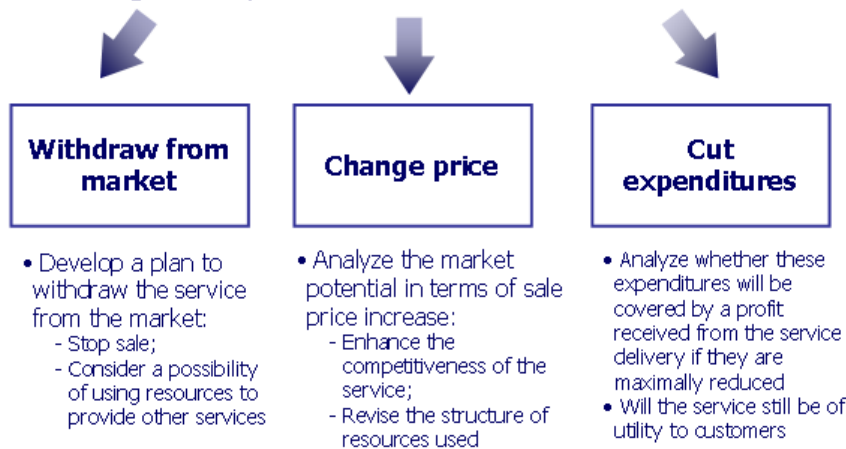 Withdraw from
market
• Develop a plan to
withdraw the service
from the market:
- Stop sale;
- Consider a possibility
of using resources to
provide other services
Change price
• Analyze the market
potential in terms of sale
price increase:
- Enhance the
competitiveness of the
service;
- Revise the structure of
resources used
Cut
expenditures
• Analyze whether these
expenditures will be
covered by a profit
received from the service
delivery if they are
maximally reduced
• Will the service still be of
utility to customers